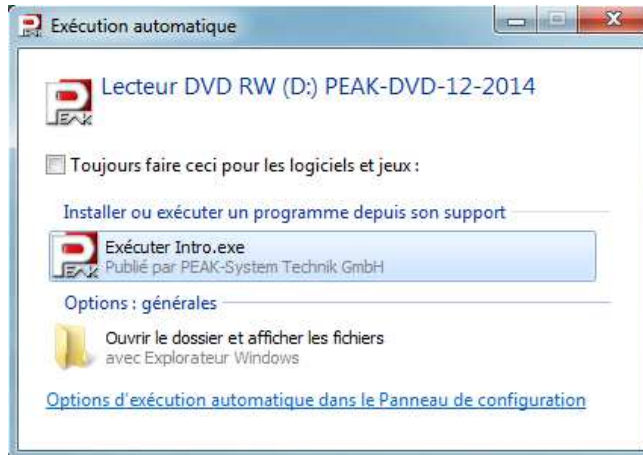 Exécution automatique
Lecteur DVD RW (D:) PEAK-DVD-12-2014
PEAK
Toujours faire ceci pour les logiciels et jeux :
Installer ou exécuter un programme depuis son support
Exécuter Intro.exe
PEAK
Publié par PEAK-System Technik GmbH
Options : générales
Ouvrir le dossier et afficher les fichiers
avec Explorateur Windows
Options d'exécution automatique dans le Panneau de configuration